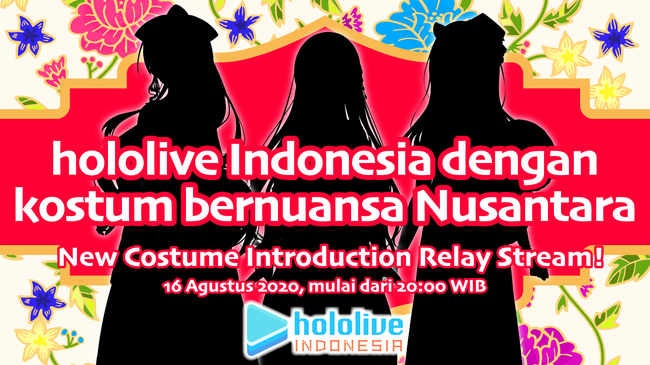 hololive Indonesia dengan
kostum bernuansa Nusantara
New Costume Introduction Relay Stream!
16 Agustus 2020, mulai dari 20:00 WIB
hololive
INDONESIA